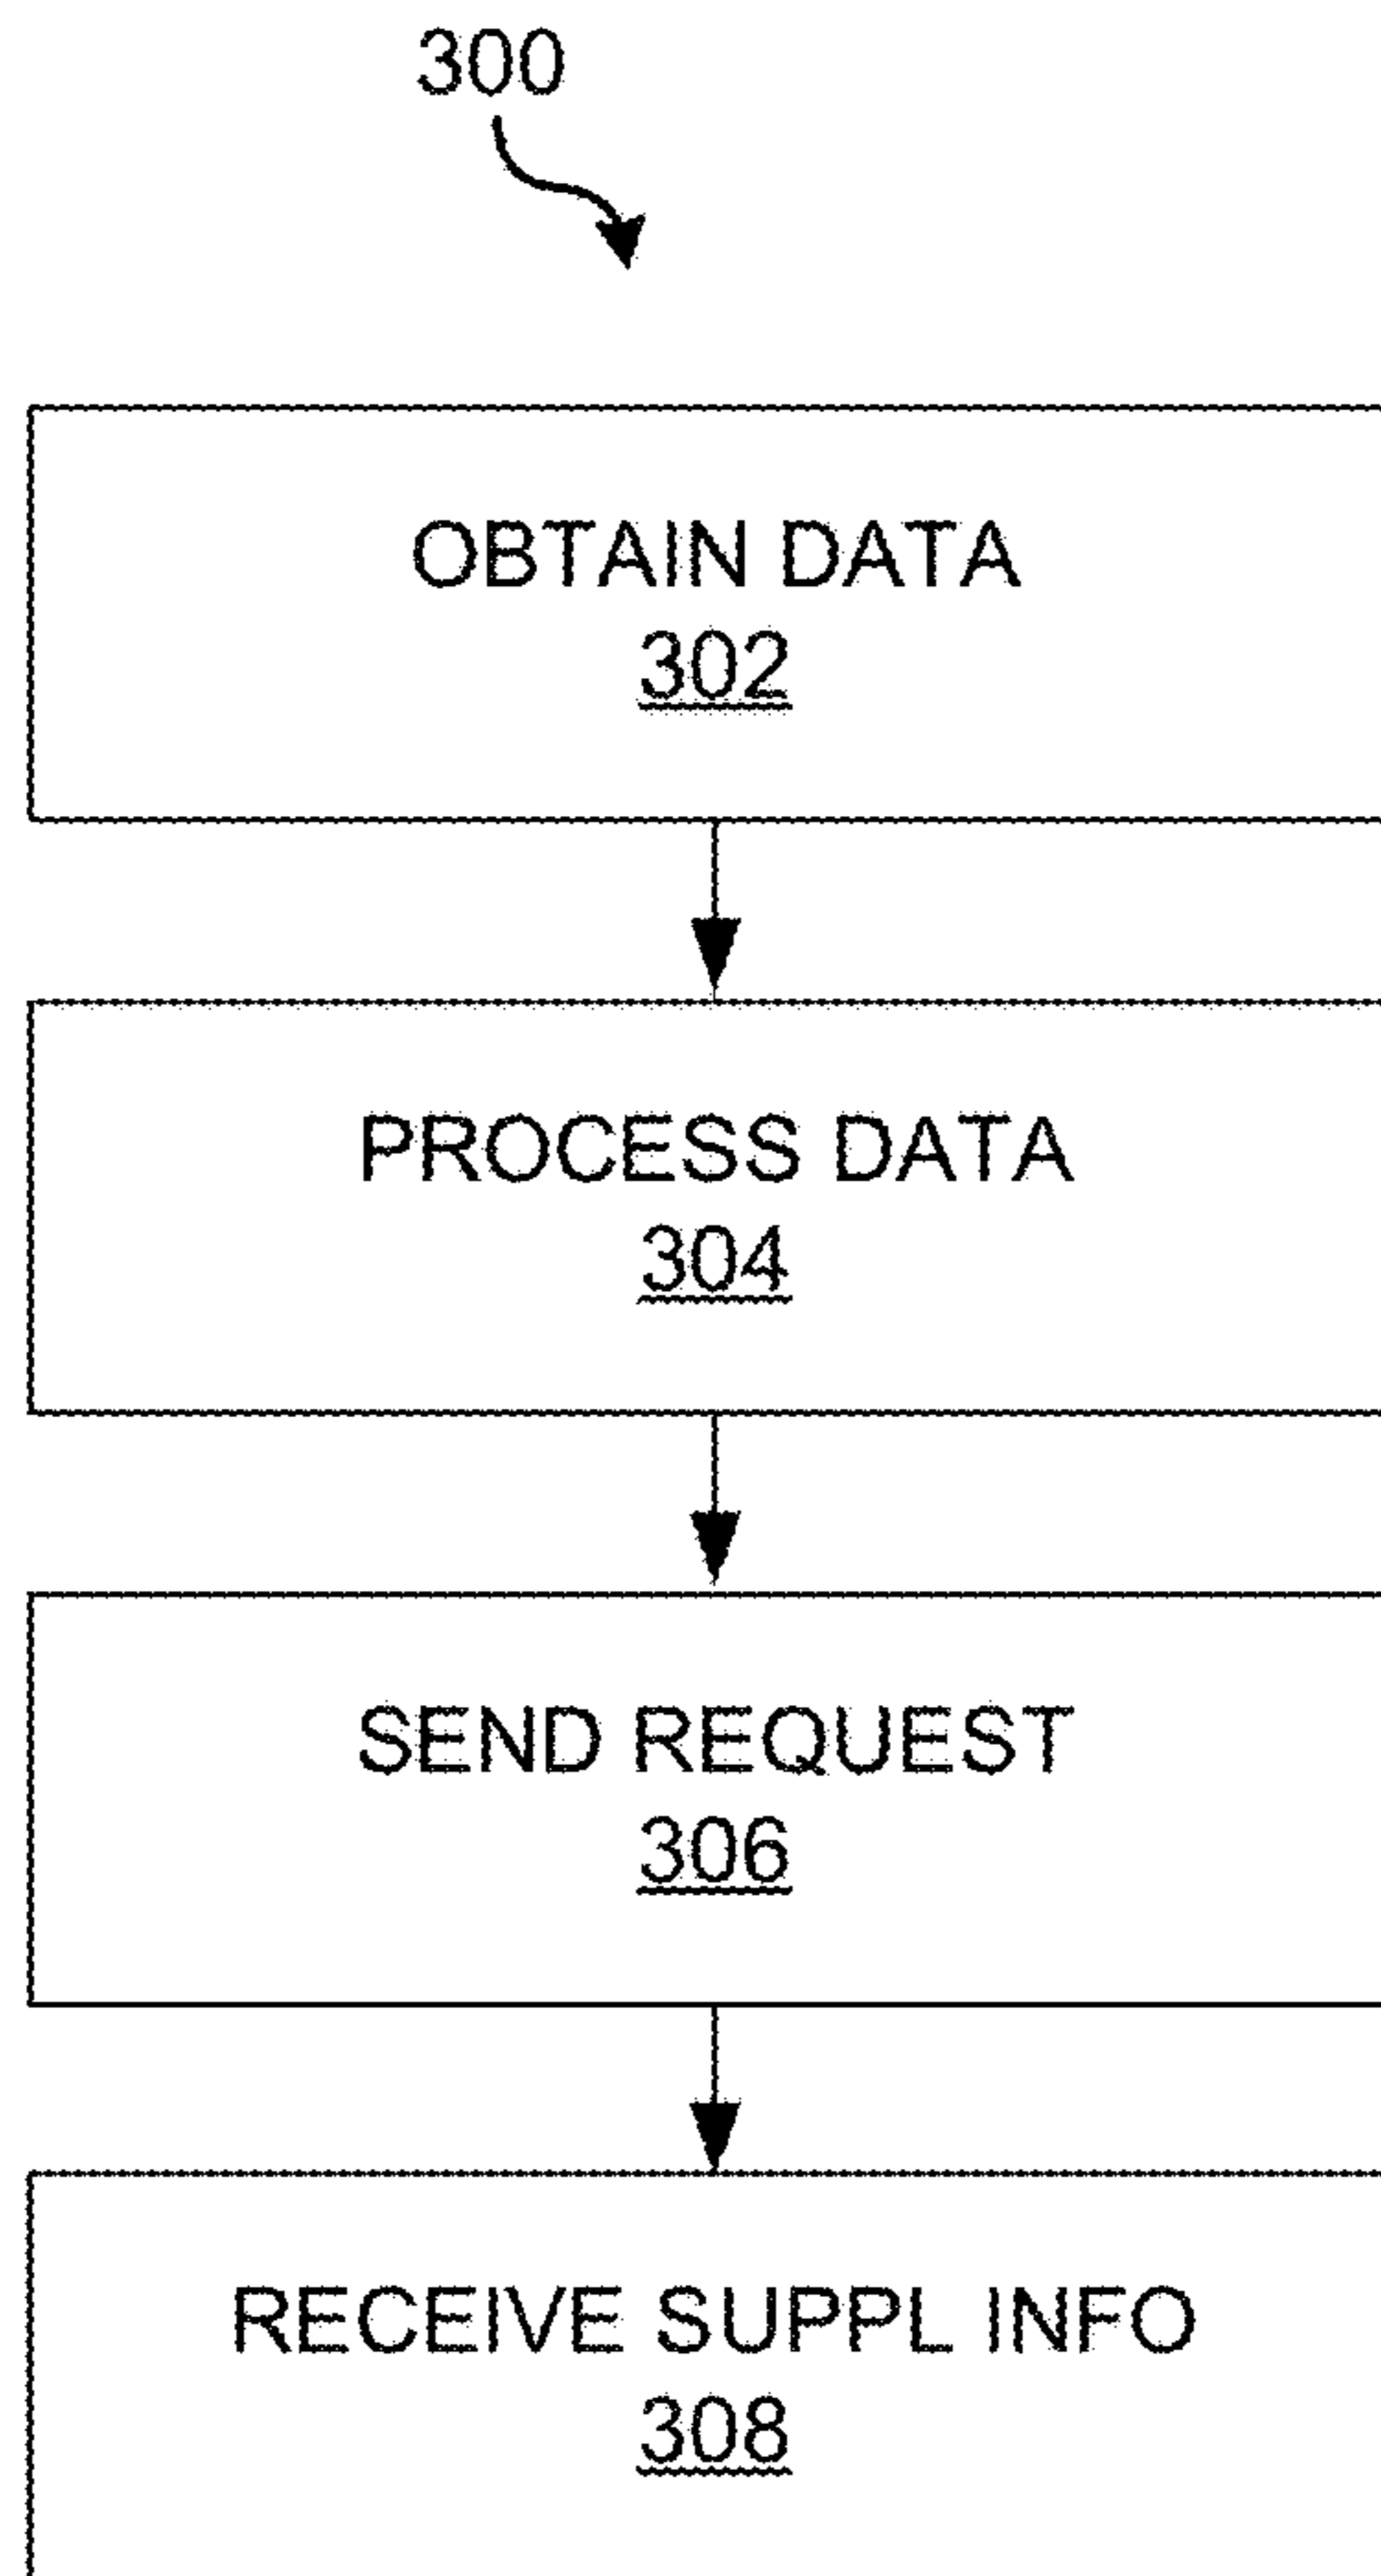 300
OBTAIN DATA
302
PROCESS DATA
304
SEND REQUEST
306
RECEIVE SUPPL INFO
308